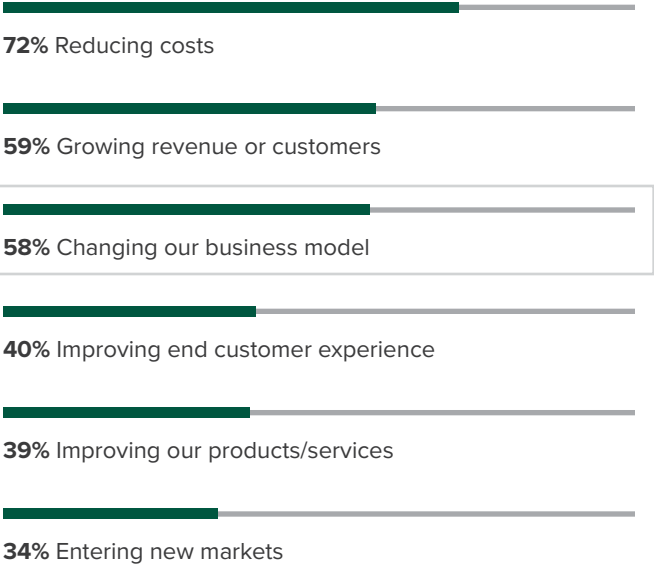 72% Reducing costs
59% Growing revenue or customers
58% Changing our business model
40% Improving end customer experience
39% Improving our products/services
34% Entering new markets